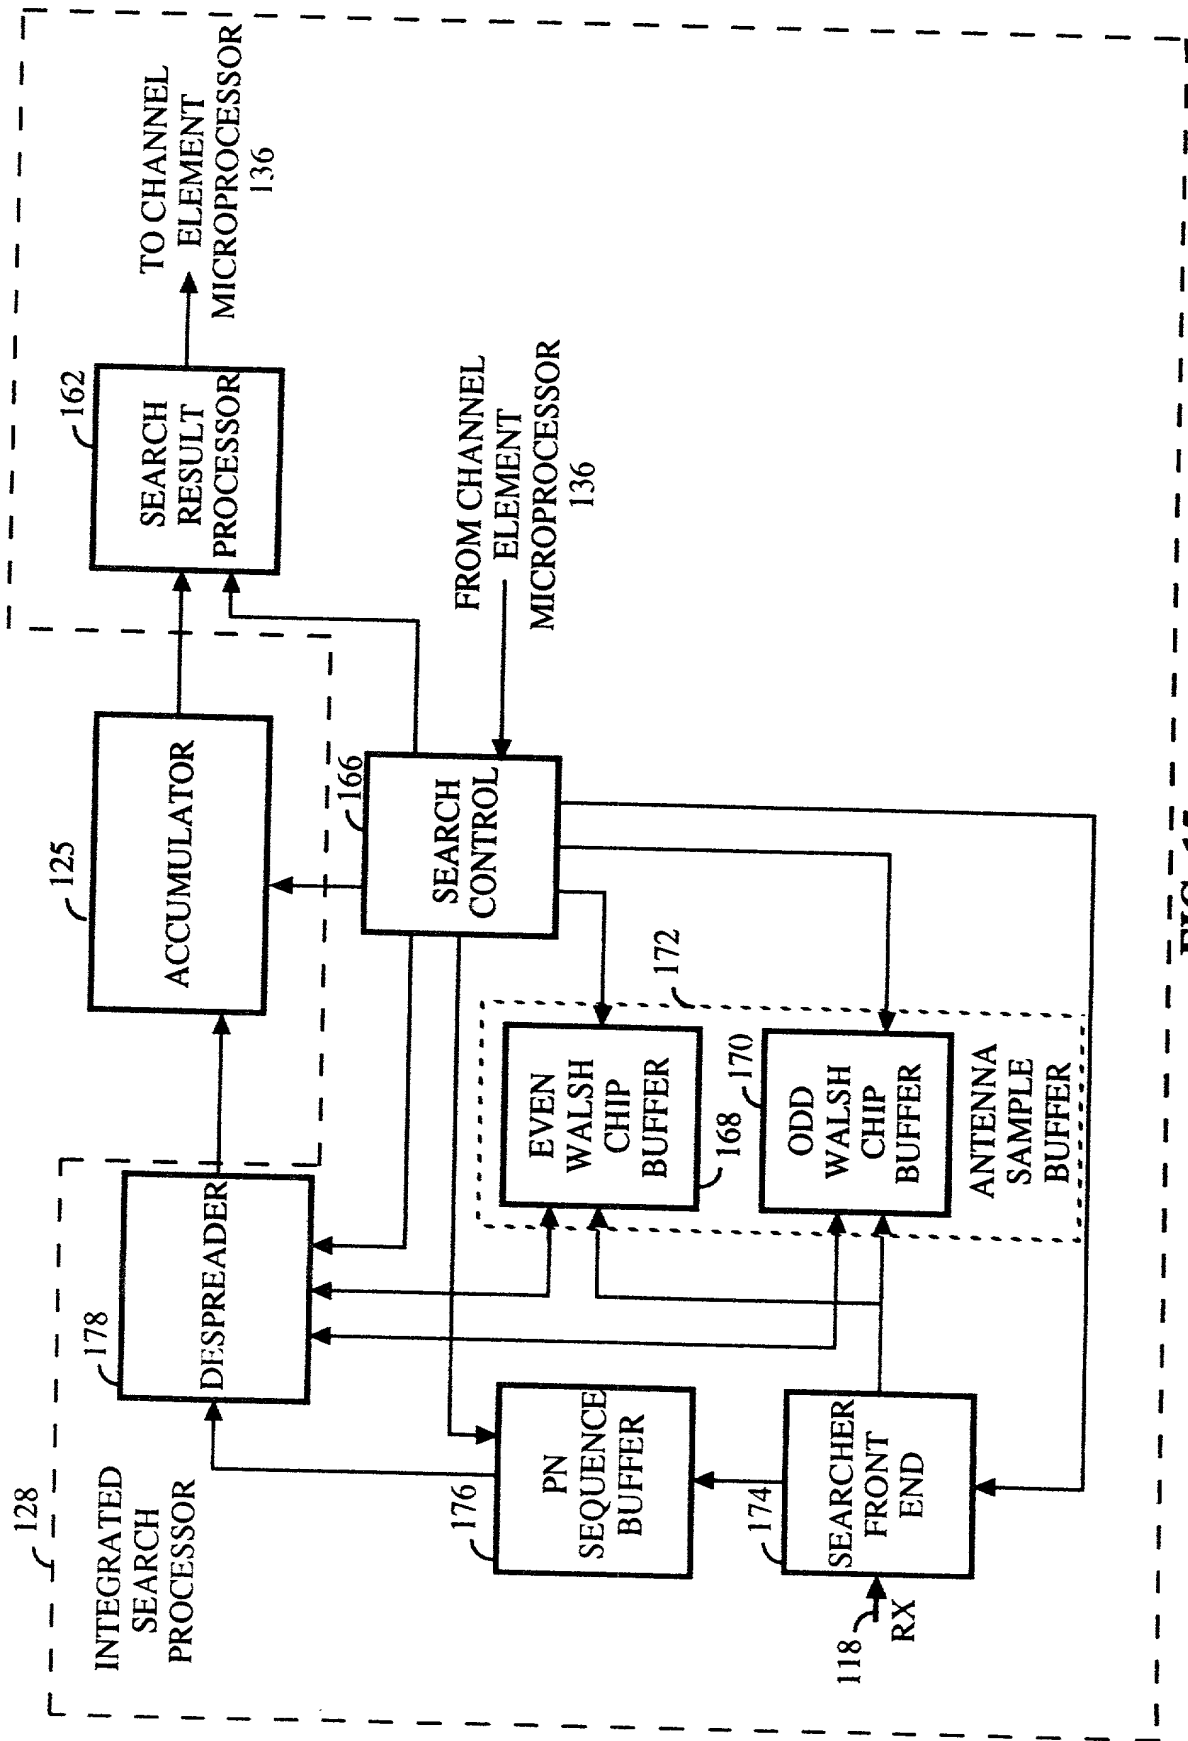 128
INTEGRATED
SEARCH
PROCESSOR
178
DESPREADER
125
ACCUMULATOR
162
SEARCH
RESULT
PROCESSOR
TO CHANNEL
ELEMENT
MICROPROCESSOR
136
166
SEARCH
CONTROL
FROM CHANNEL
ELEMENT
MICROPROCESSOR
136
176
PN
SEQUENCE
BUFFER
EVEN
WALSH
CHIP
BUFFER
168
172
170
ODD
WALSH
CHIP
BUFFER
ANTENNA
SAMPLE
BUFFER
174
SEARCHER
FRONT
END
118
RX